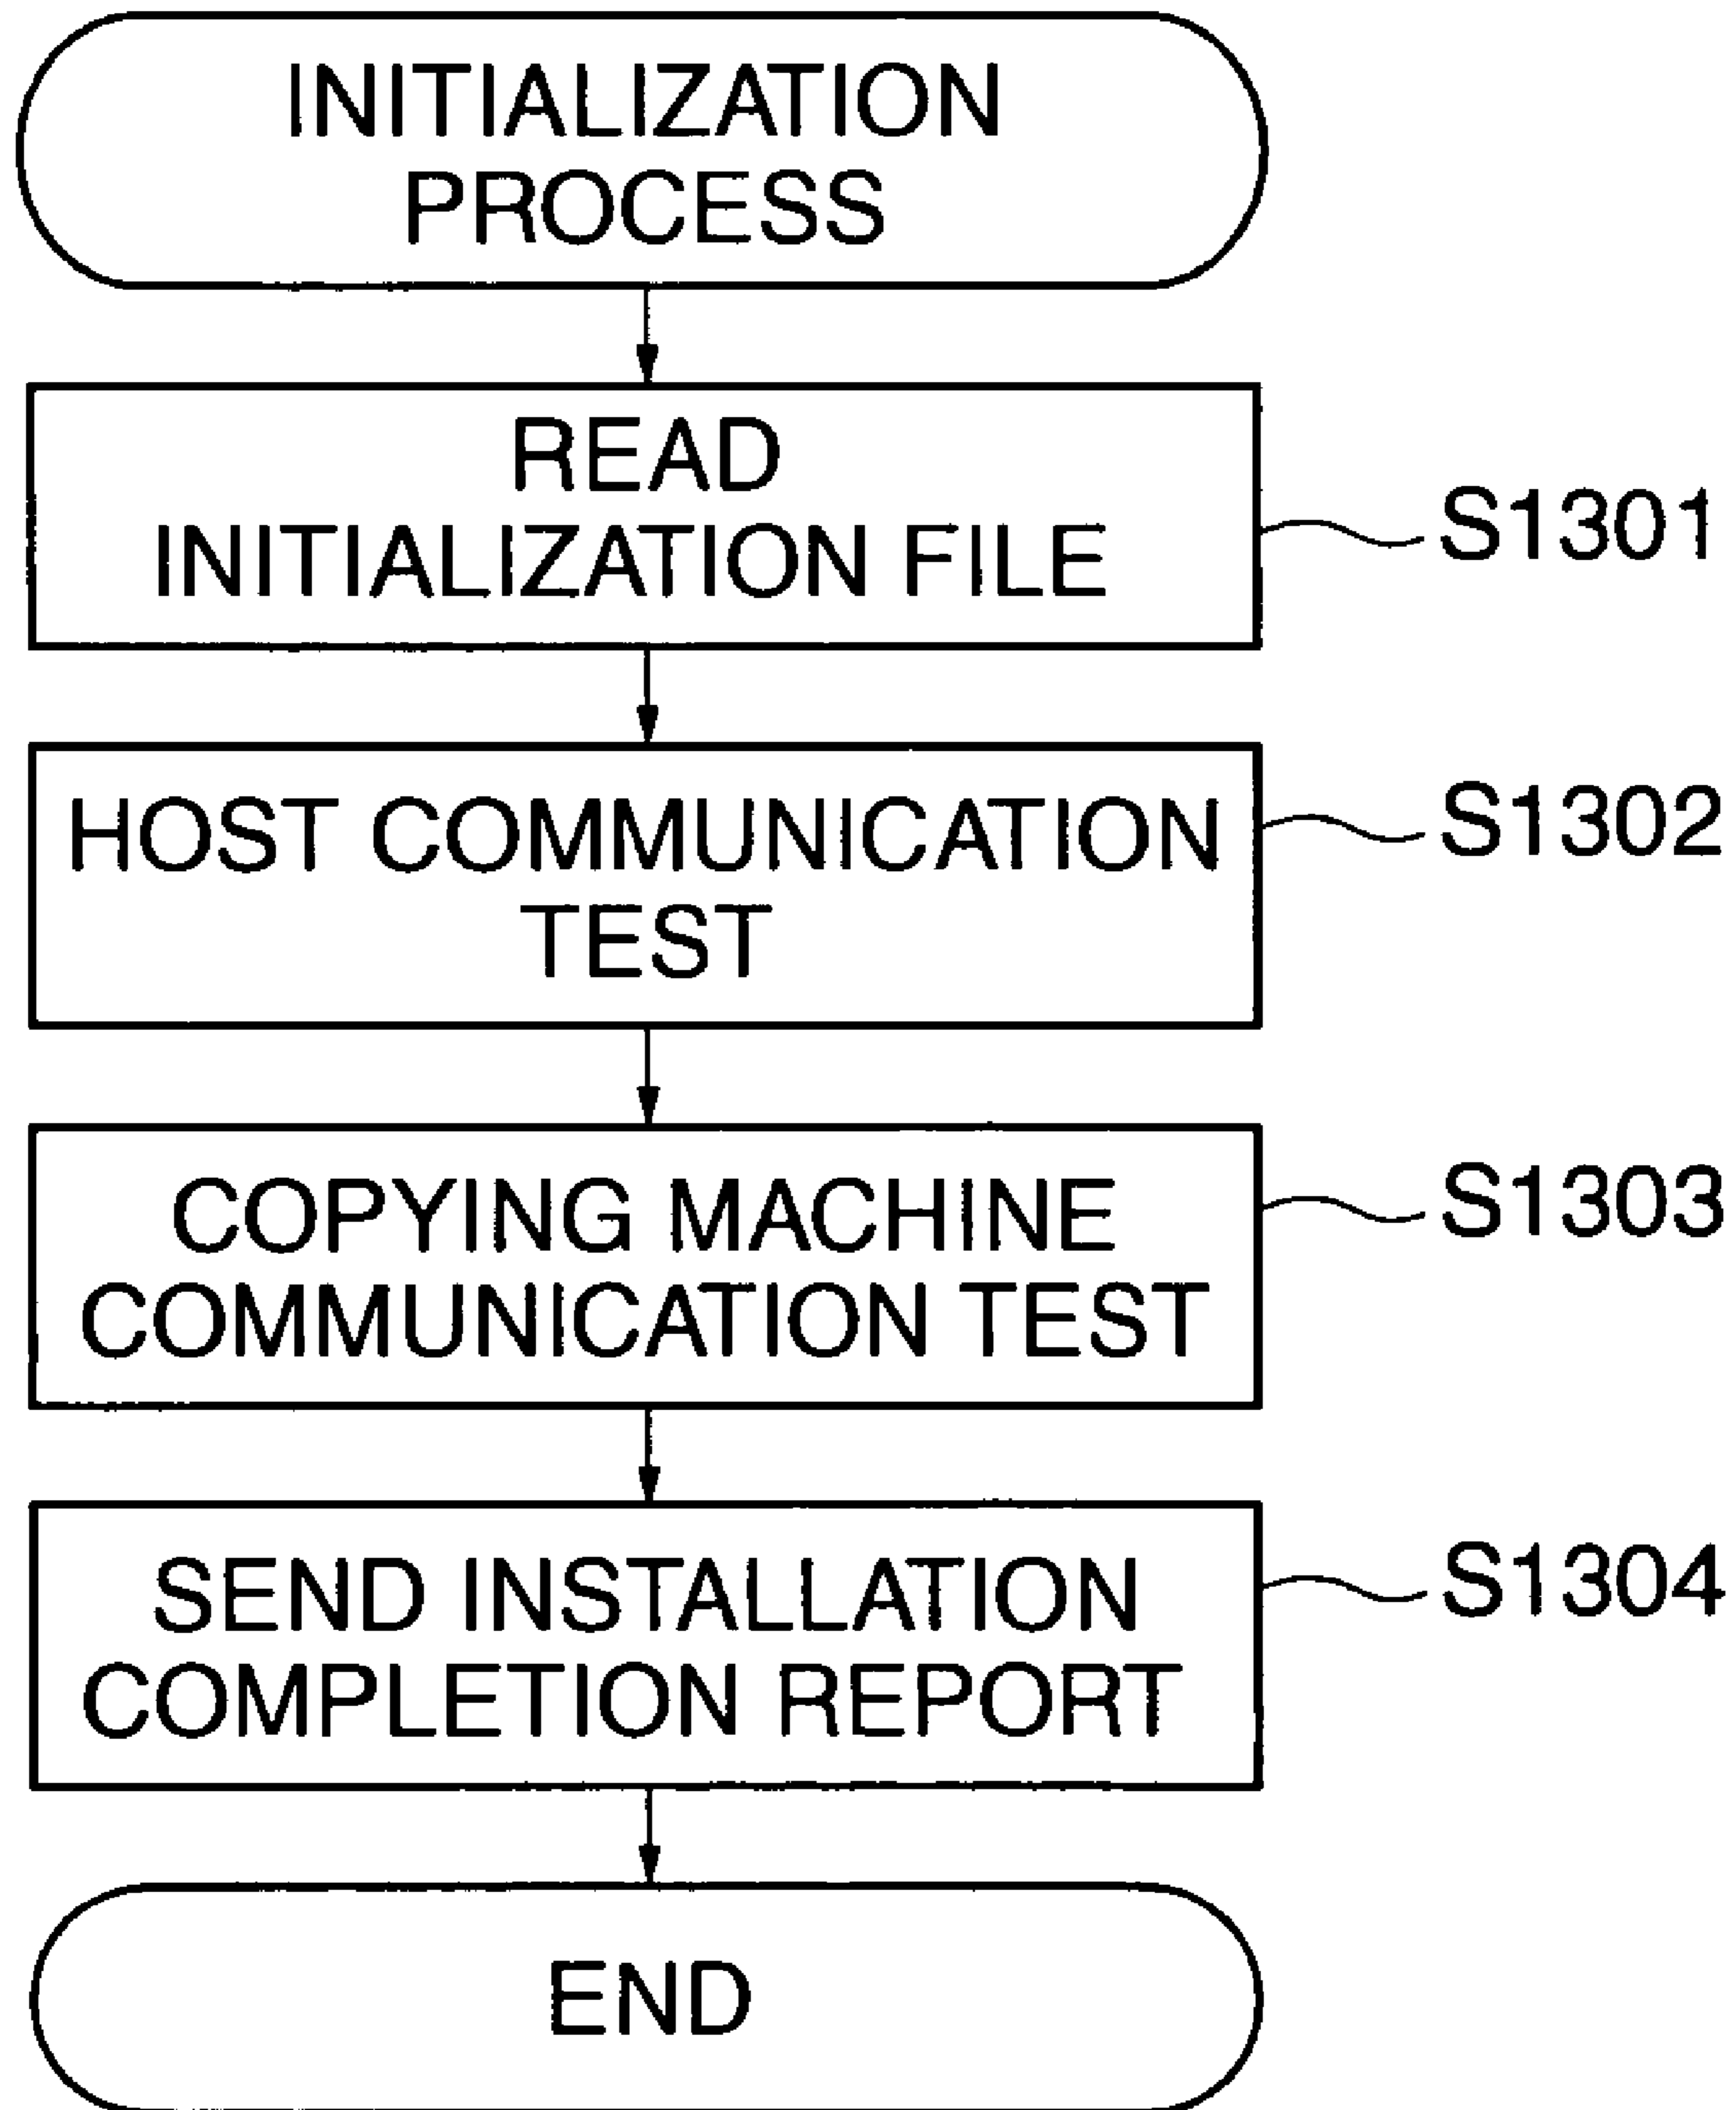 INITIALIZATION
PROCESS
READ
INITIALIZATION FILE
S1301
HOST COMMUNICATION
TEST
S1302
COPYING MACHINE
COMMUNICATION TEST
S1303
SEND INSTALLATION
COMPLETION REPORT
S1304
END